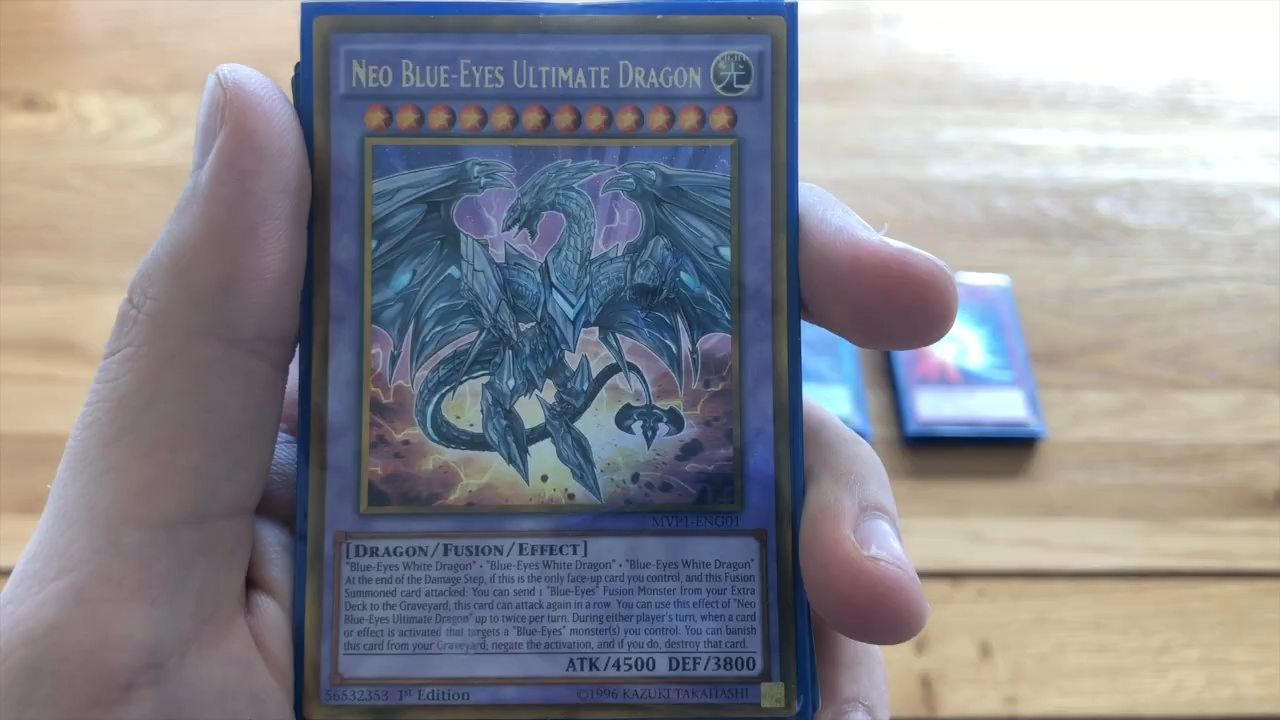 NEO BLUE-EYES ULTIMATE DRAGON
LIGHT
光
MVP1-ENG01
[DRAGON/FUSION/EFFECT]
"Blue-Eyes White Dragon" • "Blue-Eyes White Dragon" • "Blue-Eyes White Dragon"
At the end of the Damage Step, if this is the only face-up card you control, and this Fusion
Summoned card attacked: You can send 1 "Blue-Eyes" Fusion Monster from your Extra
Deck to the Graveyard; this card can attack again in a row. You can use this effect of "Neo
Blue-Eyes Ultimate Dragon" up to twice per turn. During either player's turn, when a card
or effect is activated that targets a "Blue-Eyes" monster(s) you control: You can banish
this card from your Graveyard; negate the activation, and if you do, destroy that card.
ATK/4500 DEF/3800
56532353 1st Edition ©1996 KAZUKI TAKAHASHI